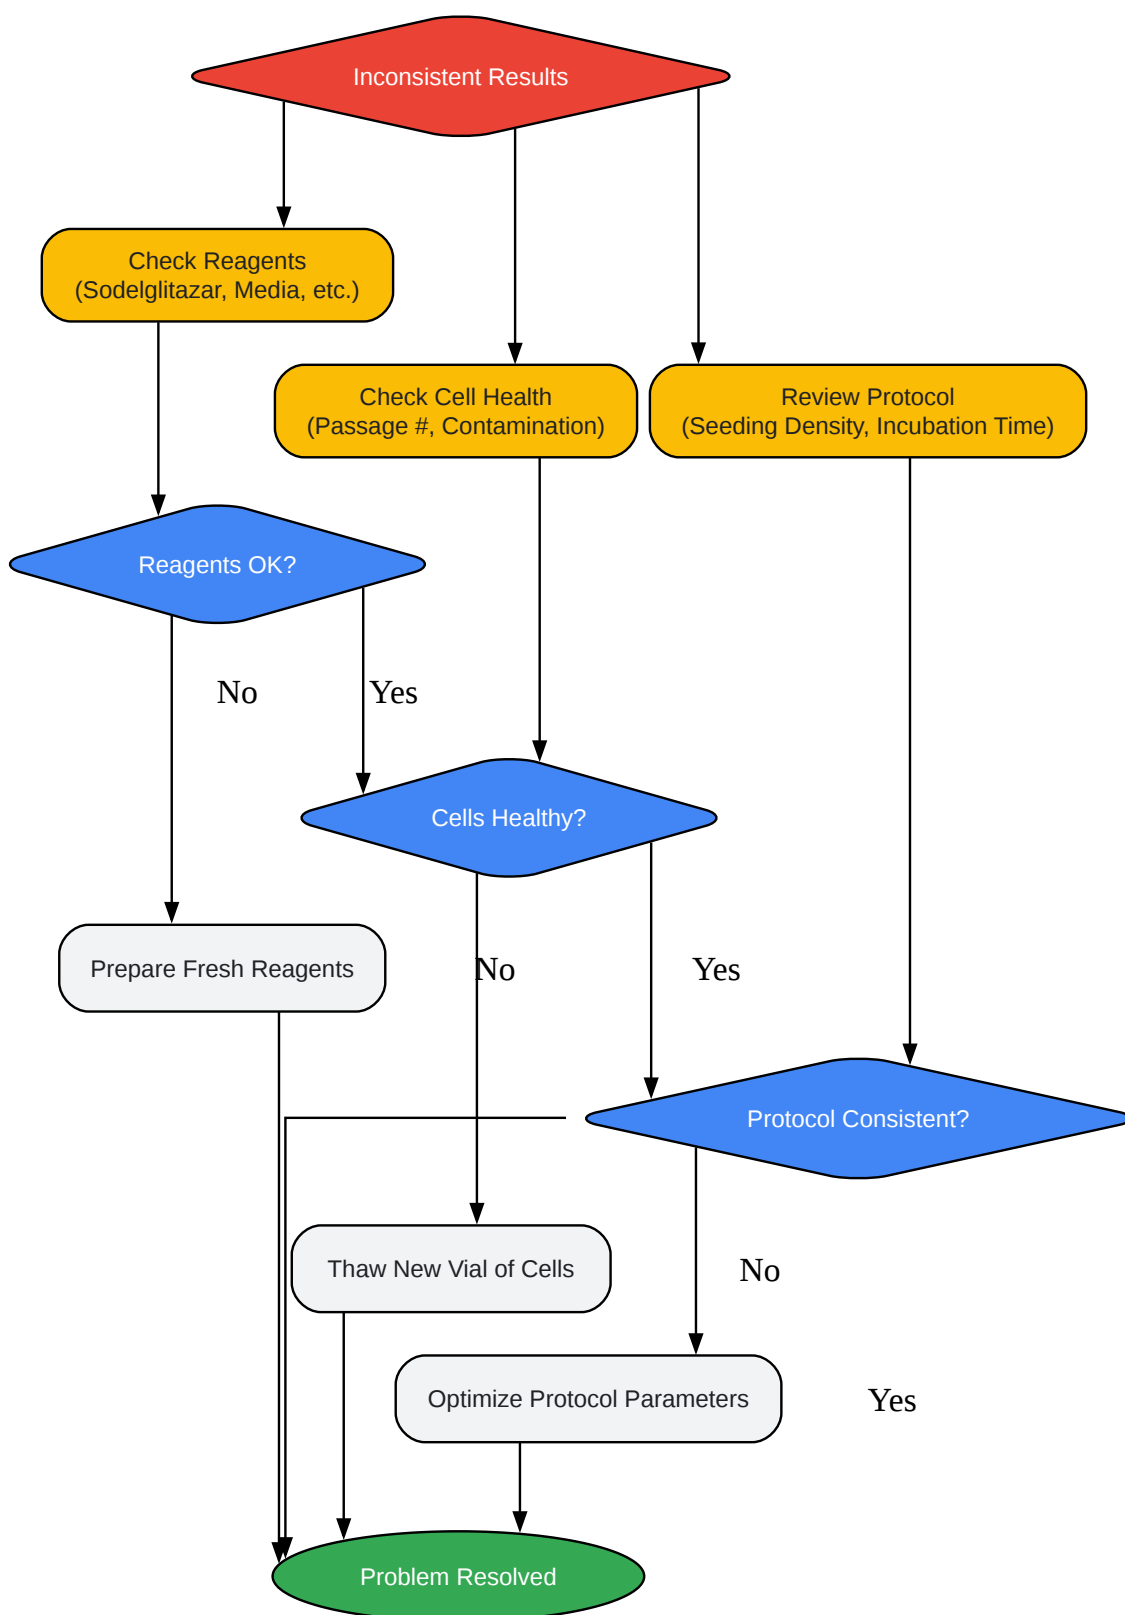 Inconsistent Results
Check Reagents
(Sodelglitazar, Media, etc.)
Check Cell Health
(Passage #, Contamination)
Review Protocol
(Seeding Density, Incubation Time)
Reagents OK?
No
Yes
Cells Healthy?
Prepare Fresh Reagents
No
Yes
Protocol Consistent?
Thaw New Vial of Cells
No
Optimize Protocol Parameters
Yes
Problem Resolved